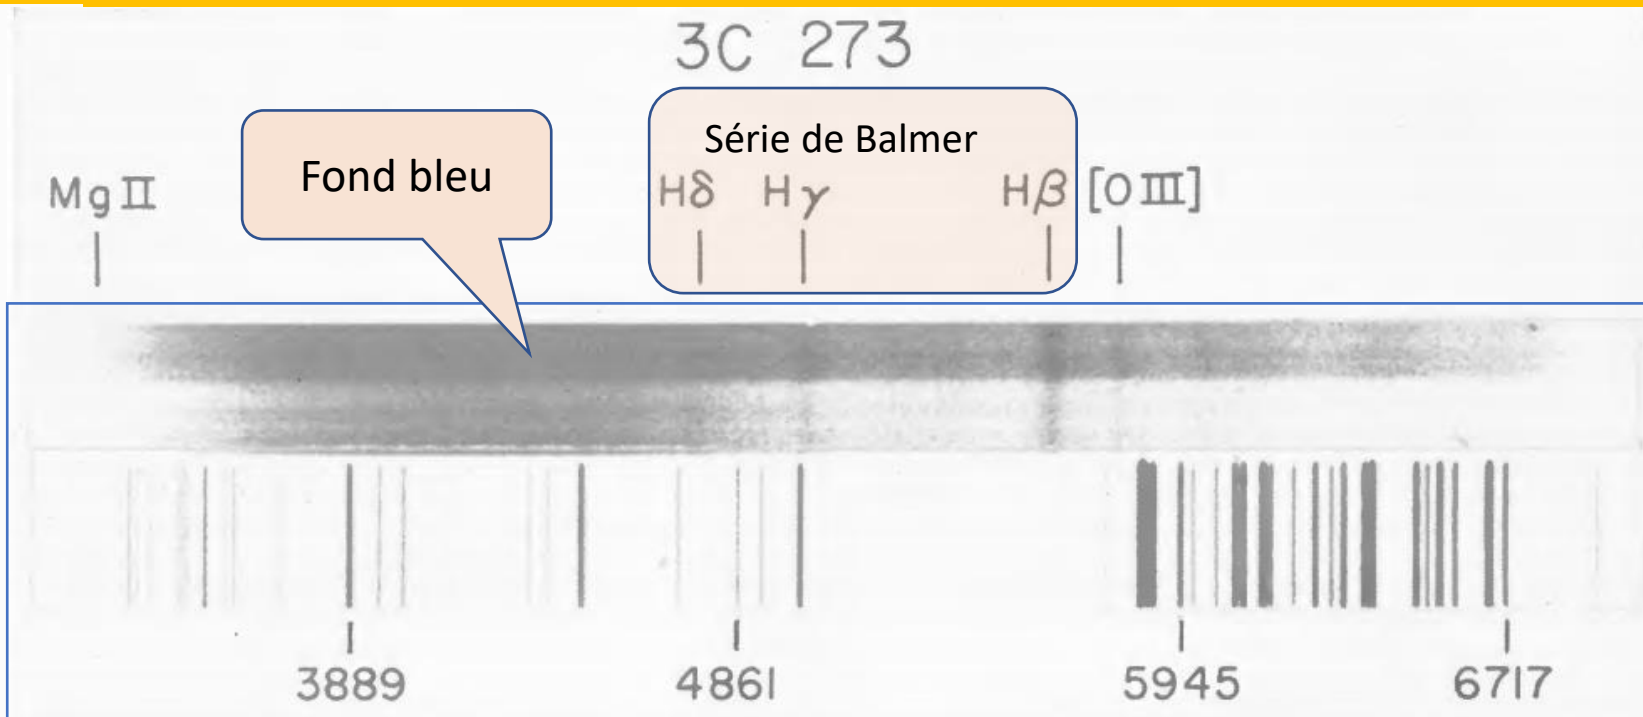 3C 273
Série de Balmer
Fond bleu
Mg II
Hδ Hγ Hβ [O III]
3889 4861 5945 6717